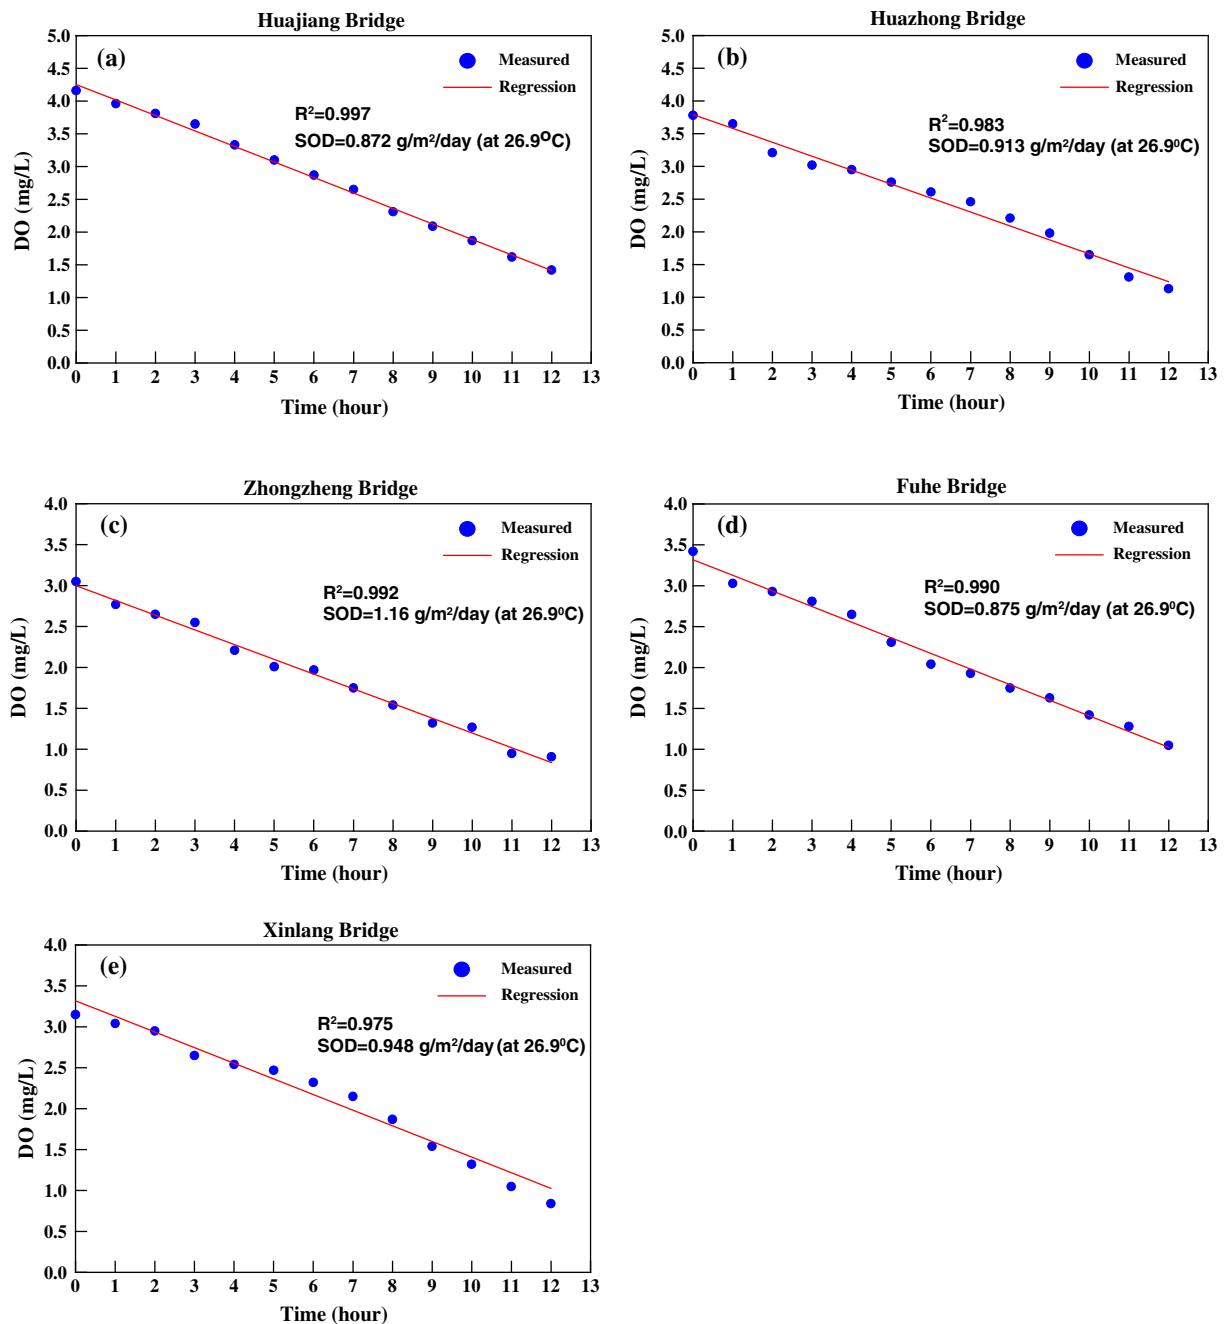 Huajiang Bridge
(a)
Measured
Regression
R²=0.997
SOD=0.872 g/m²/day (at 26.9ºC)
5.0
4.5
4.0
3.5
3.0
2.5
2.0
1.5
1.0
0.5
0.0
DO (mg/L)
0 1 2 3 4 5 6 7 8 9 10 11 12 13
Time (hour)
Huazhong Bridge
(b)
Measured
Regression
R²=0.983
SOD=0.913 g/m²/day (at 26.9⁰C)
5.0
4.5
4.0
3.5
3.0
2.5
2.0
1.5
1.0
0.5
0.0
DO (mg/L)
0 1 2 3 4 5 6 7 8 9 10 11 12 13
Time (hour)
Zhongzheng Bridge
(c)
Measured
Regression
R²=0.992
SOD=1.16 g/m²/day (at 26.9⁰C)
4.0
3.5
3.0
2.5
2.0
1.5
1.0
0.5
0.0
DO (mg/L)
0 1 2 3 4 5 6 7 8 9 10 11 12 13
Time (hour)
Fuhe Bridge
(d)
Measured
Regression
R²=0.990
SOD=0.875 g/m²/day (at 26.9⁰C)
4.0
3.5
3.0
2.5
2.0
1.5
1.0
0.5
0.0
DO (mg/L)
0 1 2 3 4 5 6 7 8 9 10 11 12 13
Time (hour)
Xinlang Bridge
(e)
Measured
Regression
R²=0.975
SOD=0.948 g/m²/day (at 26.9⁰C)
4.0
3.5
3.0
2.5
2.0
1.5
1.0
0.5
0.0
DO (mg/L)
0 1 2 3 4 5 6 7 8 9 10 11 12 13
Time (hour)